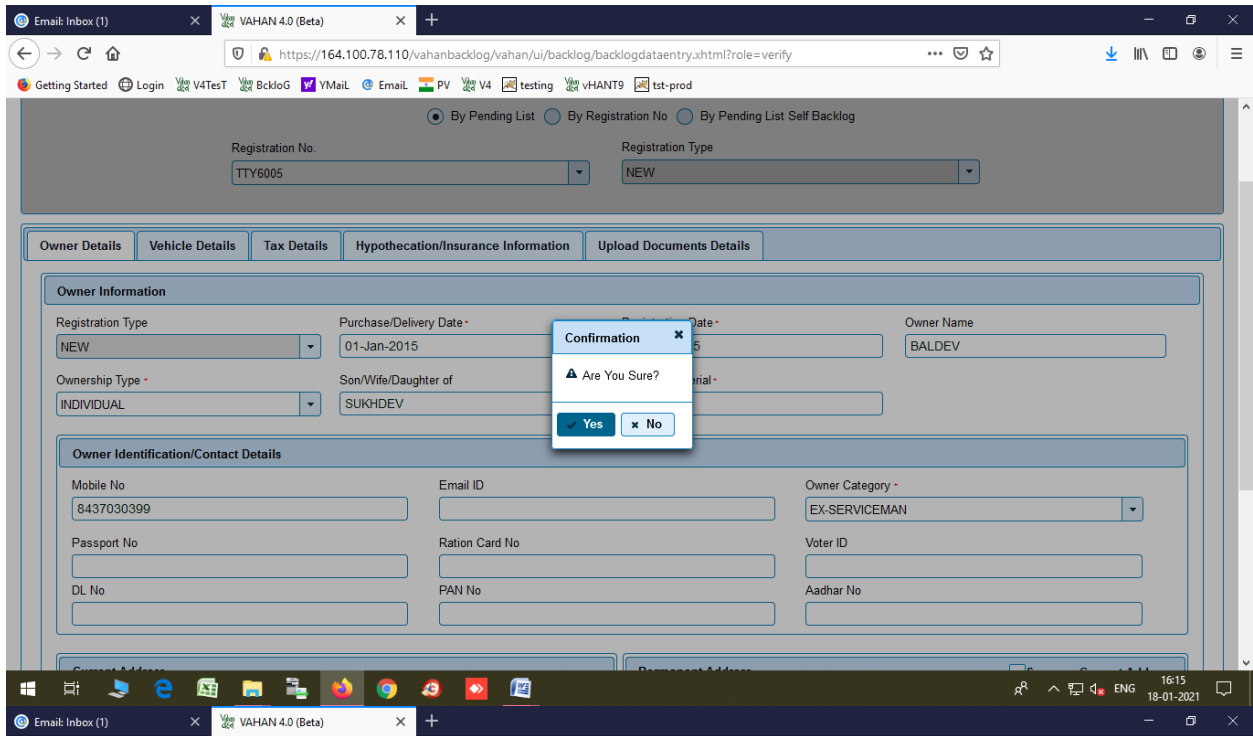 Email: Inbox (1) VAHAN 4.0 (Beta)
https://164.100.78.110/vahanbacklog/vahan/ui/backlog/backlogdataentry.xhtml?role=verify
Getting Started Login V4TesT BckloG YMaiL EmaiL PV V4 testing vHANT9 tst-prod
By Pending List By Registration No By Pending List Self Backlog
Registration No. Registration Type
TTY6005 NEW
Owner Details Vehicle Details Tax Details Hypothecation/Insurance Information Upload Documents Details
Owner Information
Registration Type Purchase/Delivery Date Date Owner Name
NEW 01-Jan-2015 5 BALDEV
Confirmation
Are You Sure?
Yes No
Ownership Type Son/Wife/Daughter of erial
INDIVIDUAL SUKHDEV
Owner Identification/Contact Details
Mobile No Email ID Owner Category
8437030399 EX-SERVICEMAN
Passport No Ration Card No Voter ID
DL No PAN No Aadhar No
16:15
ENG
18-01-2021
Email: Inbox (1) VAHAN 4.0 (Beta)